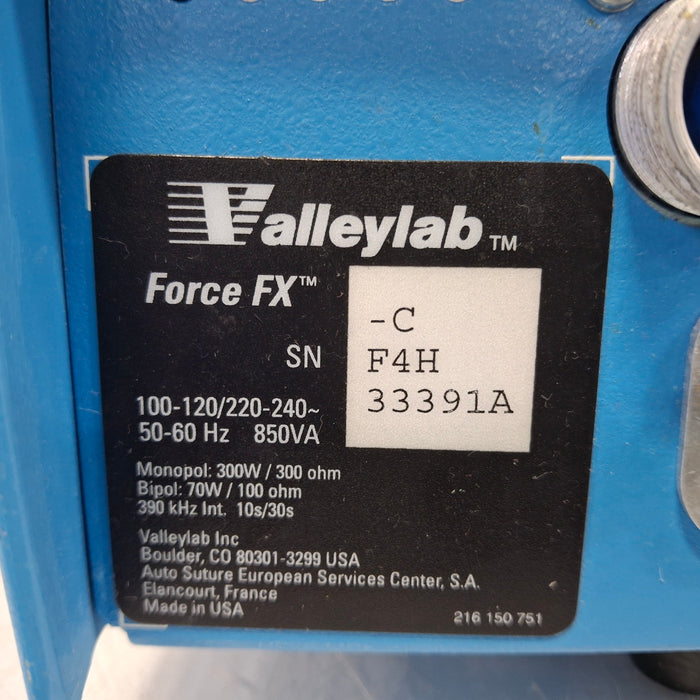 Valleylab™
Force FX™ -C
SN F4H
33391A
100-120/220-240~
50-60 Hz 850VA
Monopol: 300W / 300 ohm
Bipol: 70W / 100 ohm
390 kHz Int. 10s/30s
Valleylab Inc
Boulder, CO 80301-3299 USA
Auto Suture European Services Center, S.A.
Elancourt, France
Made in USA
216 150 751